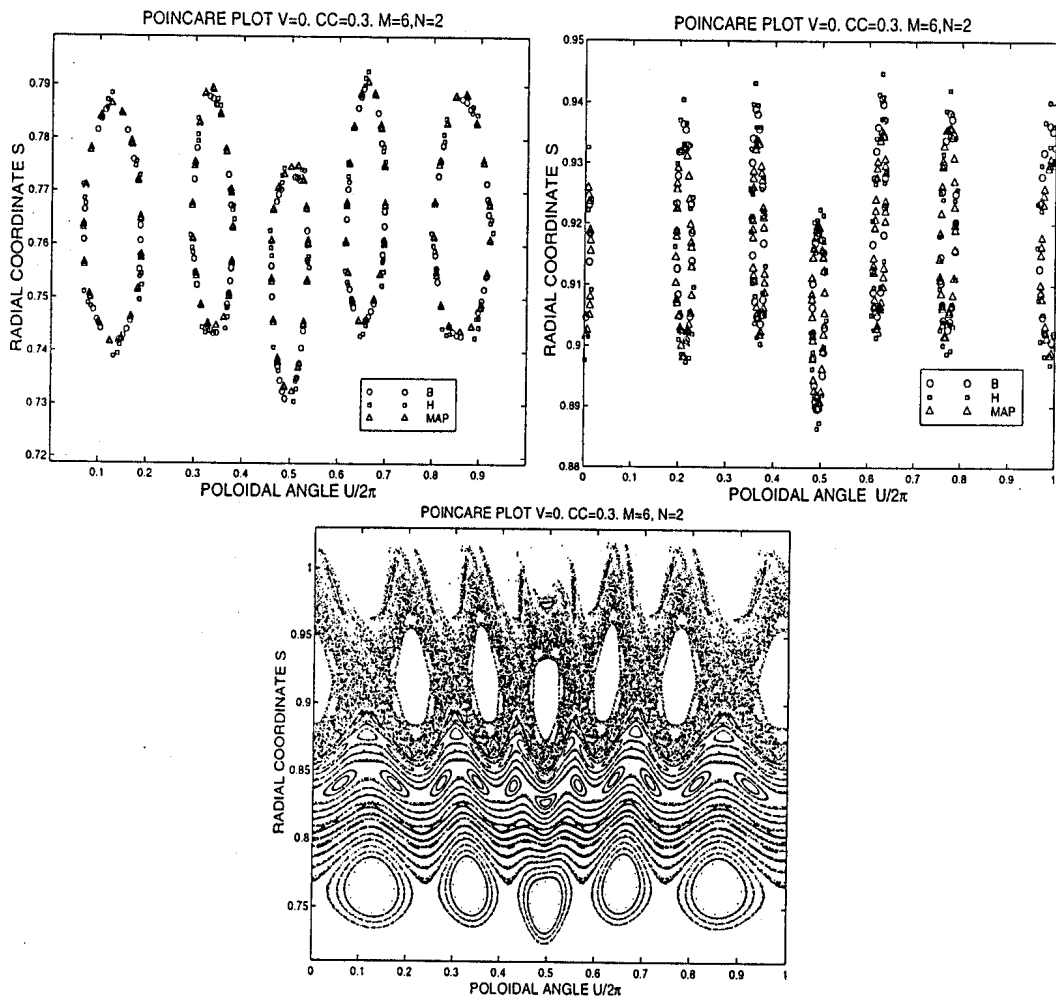 POINCARE PLOT V=0. CC=0.3. M=6,N=2
RADIAL COORDINATE S
0.79
0.78
0.77
0.76
0.75
0.74
0.73
0.72
B
H
MAP
0.1 0.2 0.3 0.4 0.5 0.6 0.7 0.8 0.9
POLOIDAL ANGLE U/2π
POINCARE PLOT V=0. CC=0.3. M=6,N=2
RADIAL COORDINATE S
0.95
0.94
0.93
0.92
0.91
0.9
0.89
0.88
B
H
MAP
0 0.1 0.2 0.3 0.4 0.5 0.6 0.7 0.8 0.9 1
POLOIDAL ANGLE U/2π
POINCARE PLOT V=0. CC=0.3. M=6, N=2
RADIAL COORDINATE S
1
0.95
0.9
0.85
0.8
0.75
0 0.1 0.2 0.3 0.4 0.5 0.6 0.7 0.8 0.9 1
POLOIDAL ANGLE U/2π